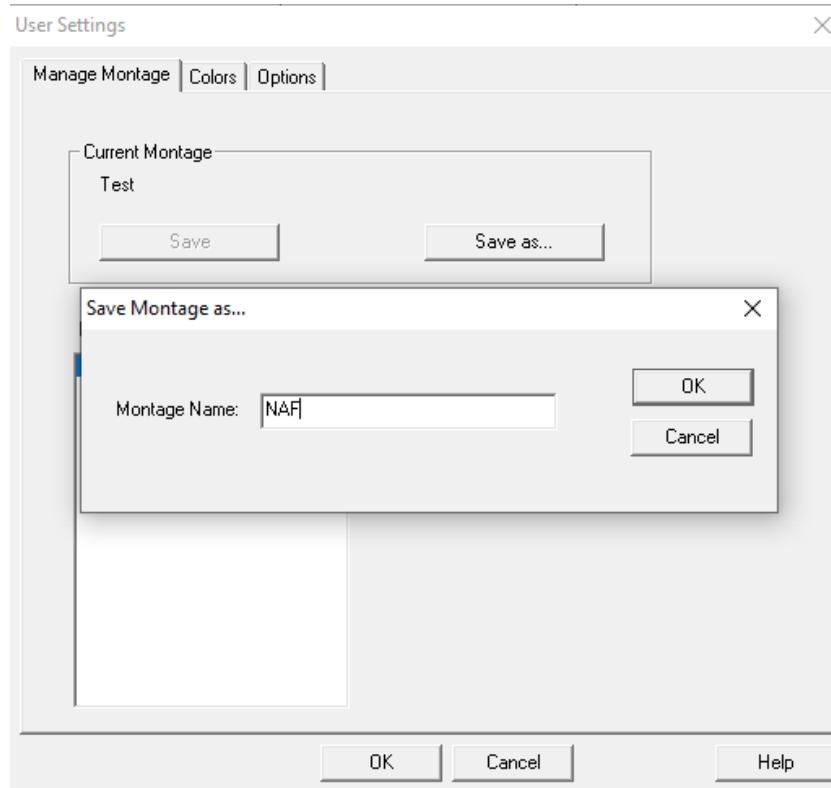 User Settings
Manage Montage Colors Options
Current Montage
Test
Save Save as...
Save Montage as...
Montage Name: NAF
OK
Cancel
OK Cancel Help